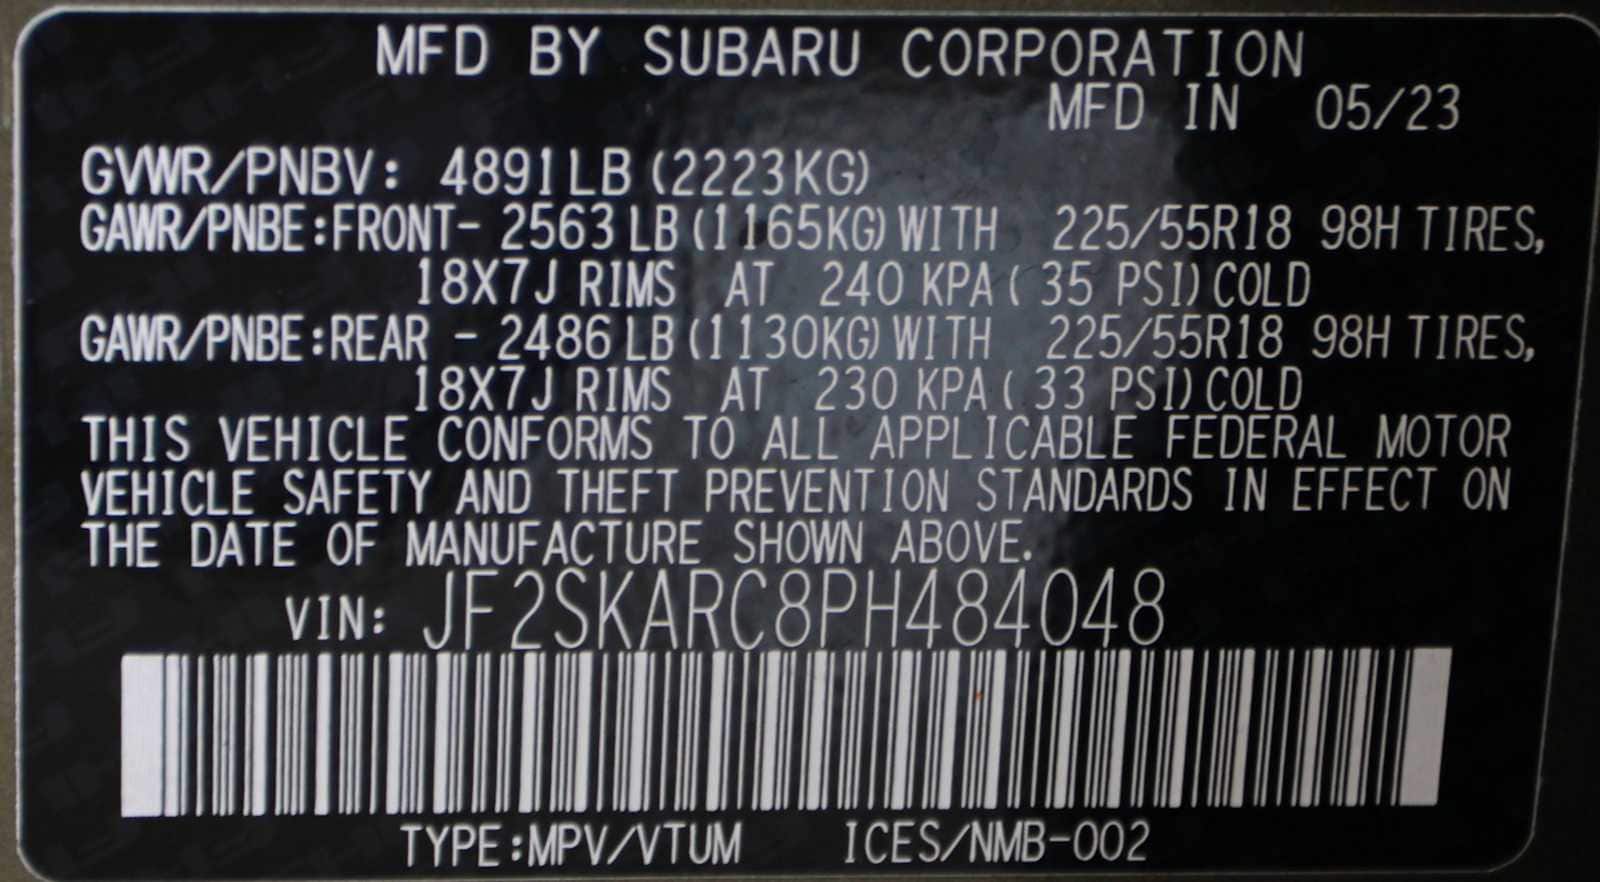 MFD BY SUBARU CORPORATION
MFD IN 05/23
GVWR/PNBV: 4891LB (2223KG)
GAWR/PNBE:FRONT- 2563LB (1165KG) WITH 225/55R18 98H TIRES,
18X7J RIMS AT 240 KPA ( 35 PSI) COLD
GAWR/PNBE:REAR - 2486LB (1130KG) WITH 225/55R18 98H TIRES,
18X7J RIMS AT 230 KPA ( 33 PSI) COLD
THIS VEHICLE CONFORMS TO ALL APPLICABLE FEDERAL MOTOR
VEHICLE SAFETY AND THEFT PREVENTION STANDARDS IN EFFECT ON
THE DATE OF MANUFACTURE SHOWN ABOVE.
VIN: JF2SKARC8PH484048
TYPE:MPV/VTUM ICES/NMB-002